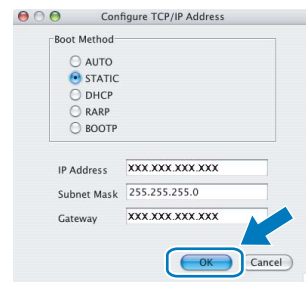 Configure TCP/IP Address
Boot Method
AUTO
STATIC
DHCP
RARP
BOOTP
IP Address XXX.XXX.XXX.XXX
Subnet Mask 255.255.255.0
Gateway XXX.XXX.XXX.XXX
OK Cancel